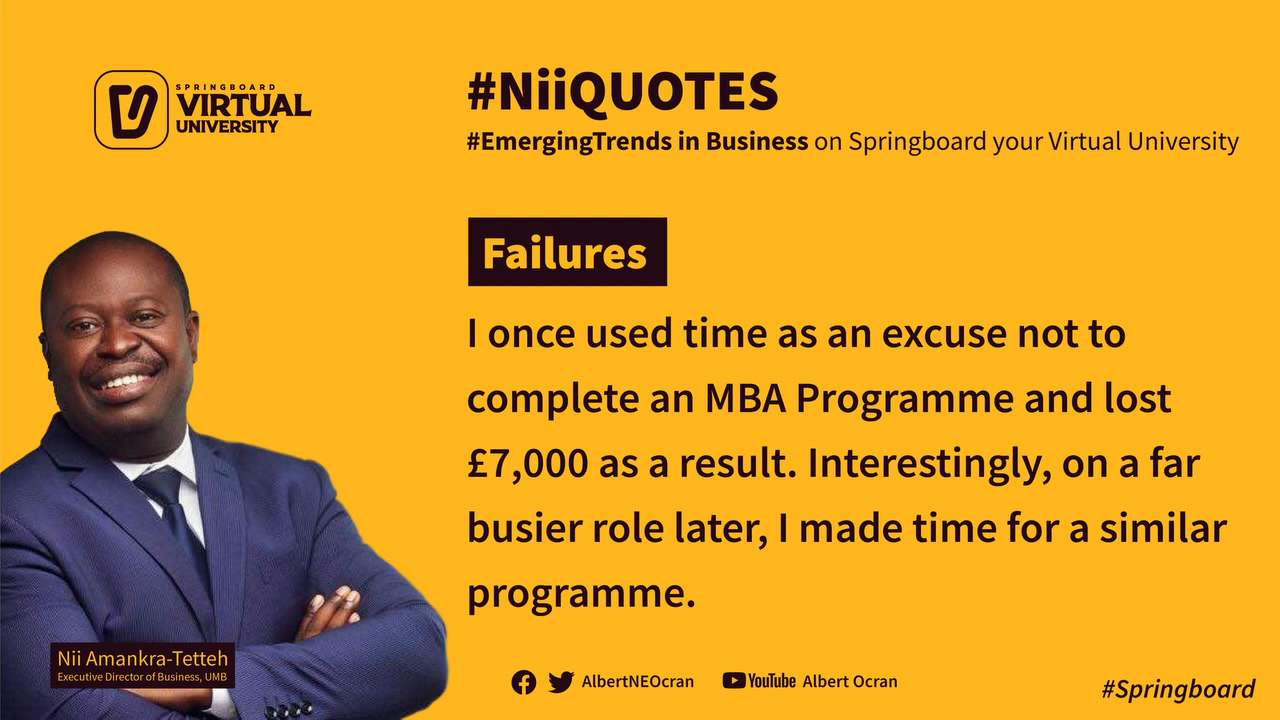 SPRINGBOARD
VIRTUAL
UNIVERSITY
#NiiQUOTES
#EmergingTrends in Business on Springboard your Virtual University
Failures
I once used time as an excuse not to
complete an MBA Programme and lost
£7,000 as a result. Interestingly, on a far
busier role later, I made time for a similar
programme.
Nii Amankra-Tetteh
Executive Director of Business, UMB
AlbertNEOcran
YouTube Albert Ocran
#Springboard